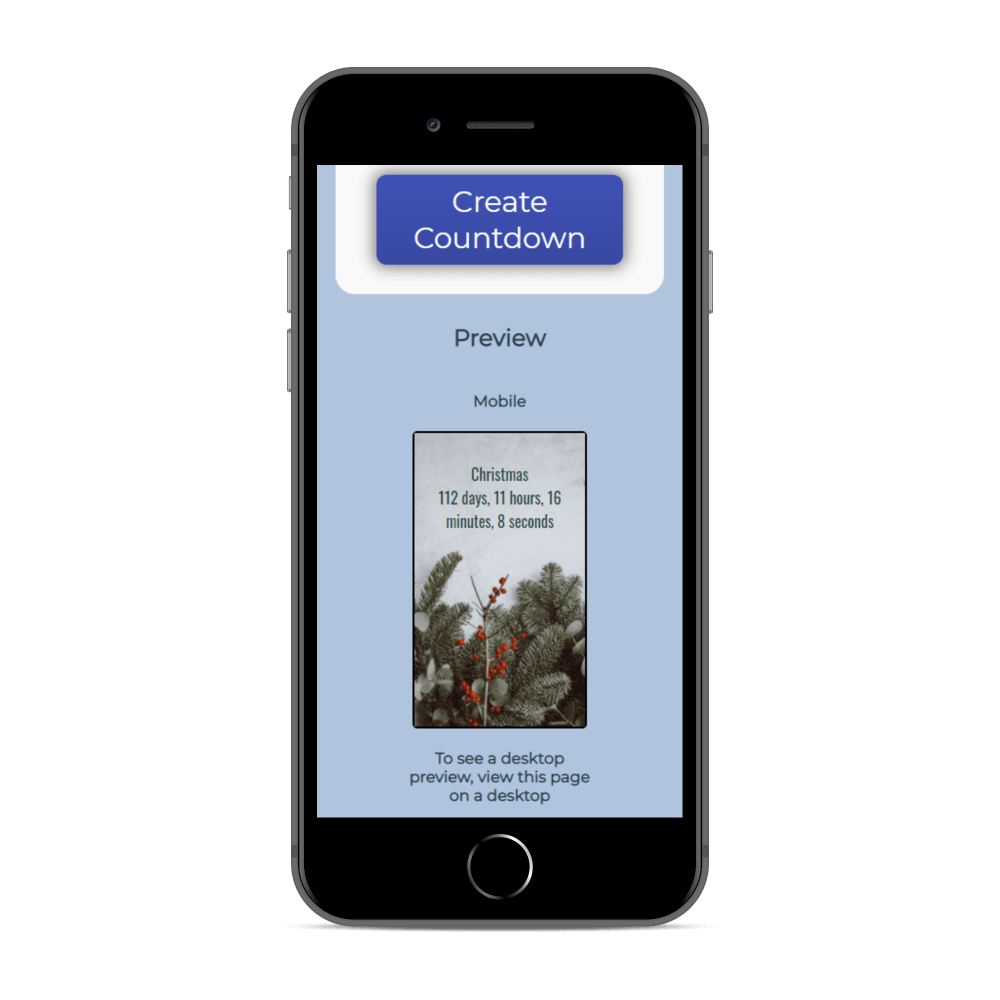 Create
Countdown
Preview
Mobile
Christmas
112 days, 11 hours, 16
minutes, 8 seconds
To see a desktop
preview, view this page
on a desktop